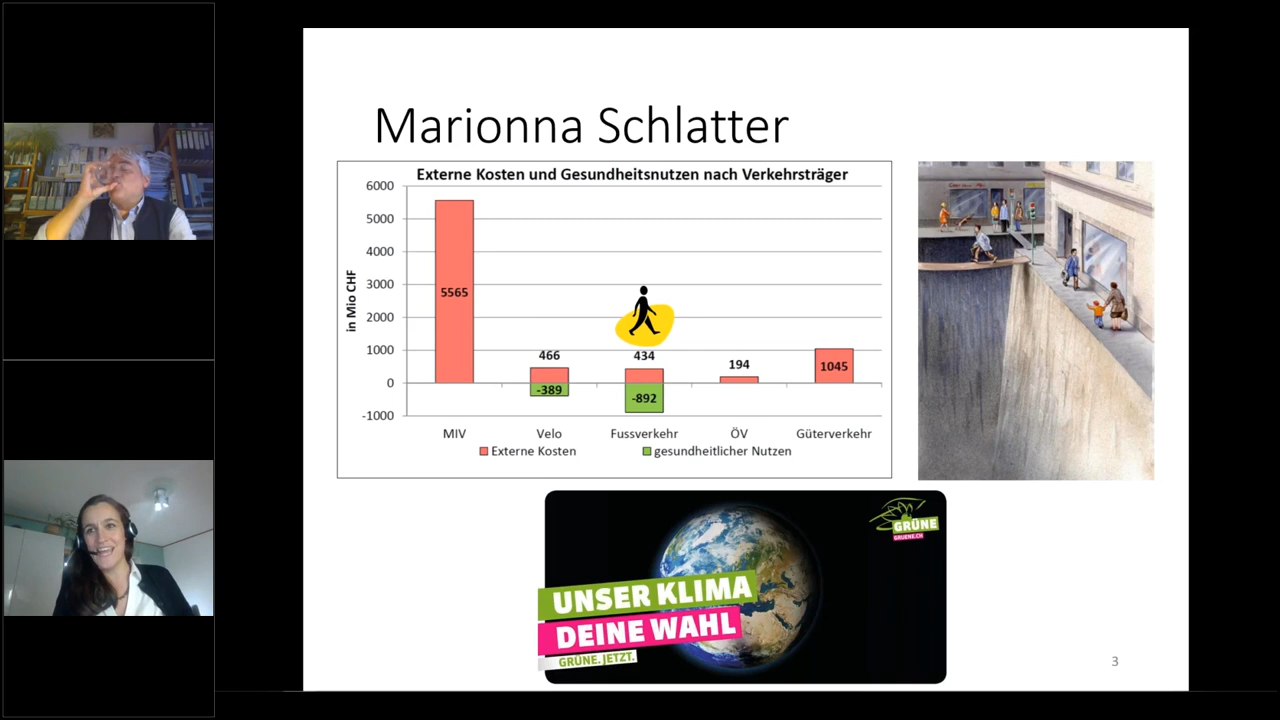 Marionna Schlatter
Externe Kosten und Gesundheitsnutzen nach Verkehrsträger
in Mio CHF
6000
5000
4000
3000
2000
1000
0
-1000
5565
466
-389
434
-892
194
1045
MIV
Velo
Fussverkehr
ÖV
Güterverkehr
Externe Kosten
gesundheitlicher Nutzen
GRÜNE
GRUENE.CH
UNSER KLIMA
DEINE WAHL
GRÜNE. JETZT.
3